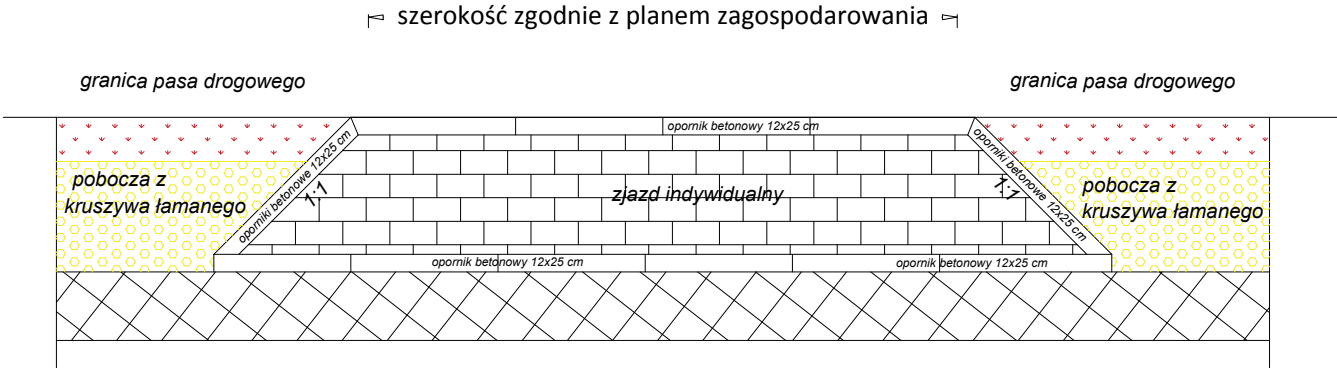 szerokość zgodnie z planem zagospodarowania
granica pasa drogowego
granica pasa drogowego
opornik betonowy 12x25 cm
oporniki betonowe 12x25 cm
1:1
pobocza z
kruszywa łamanego
zjazd indywidualny
oporniki betonowe 12x25 cm
1:1
pobocza z
kruszywa łamanego
opornik betonowy 12x25 cm
opornik betonowy 12x25 cm